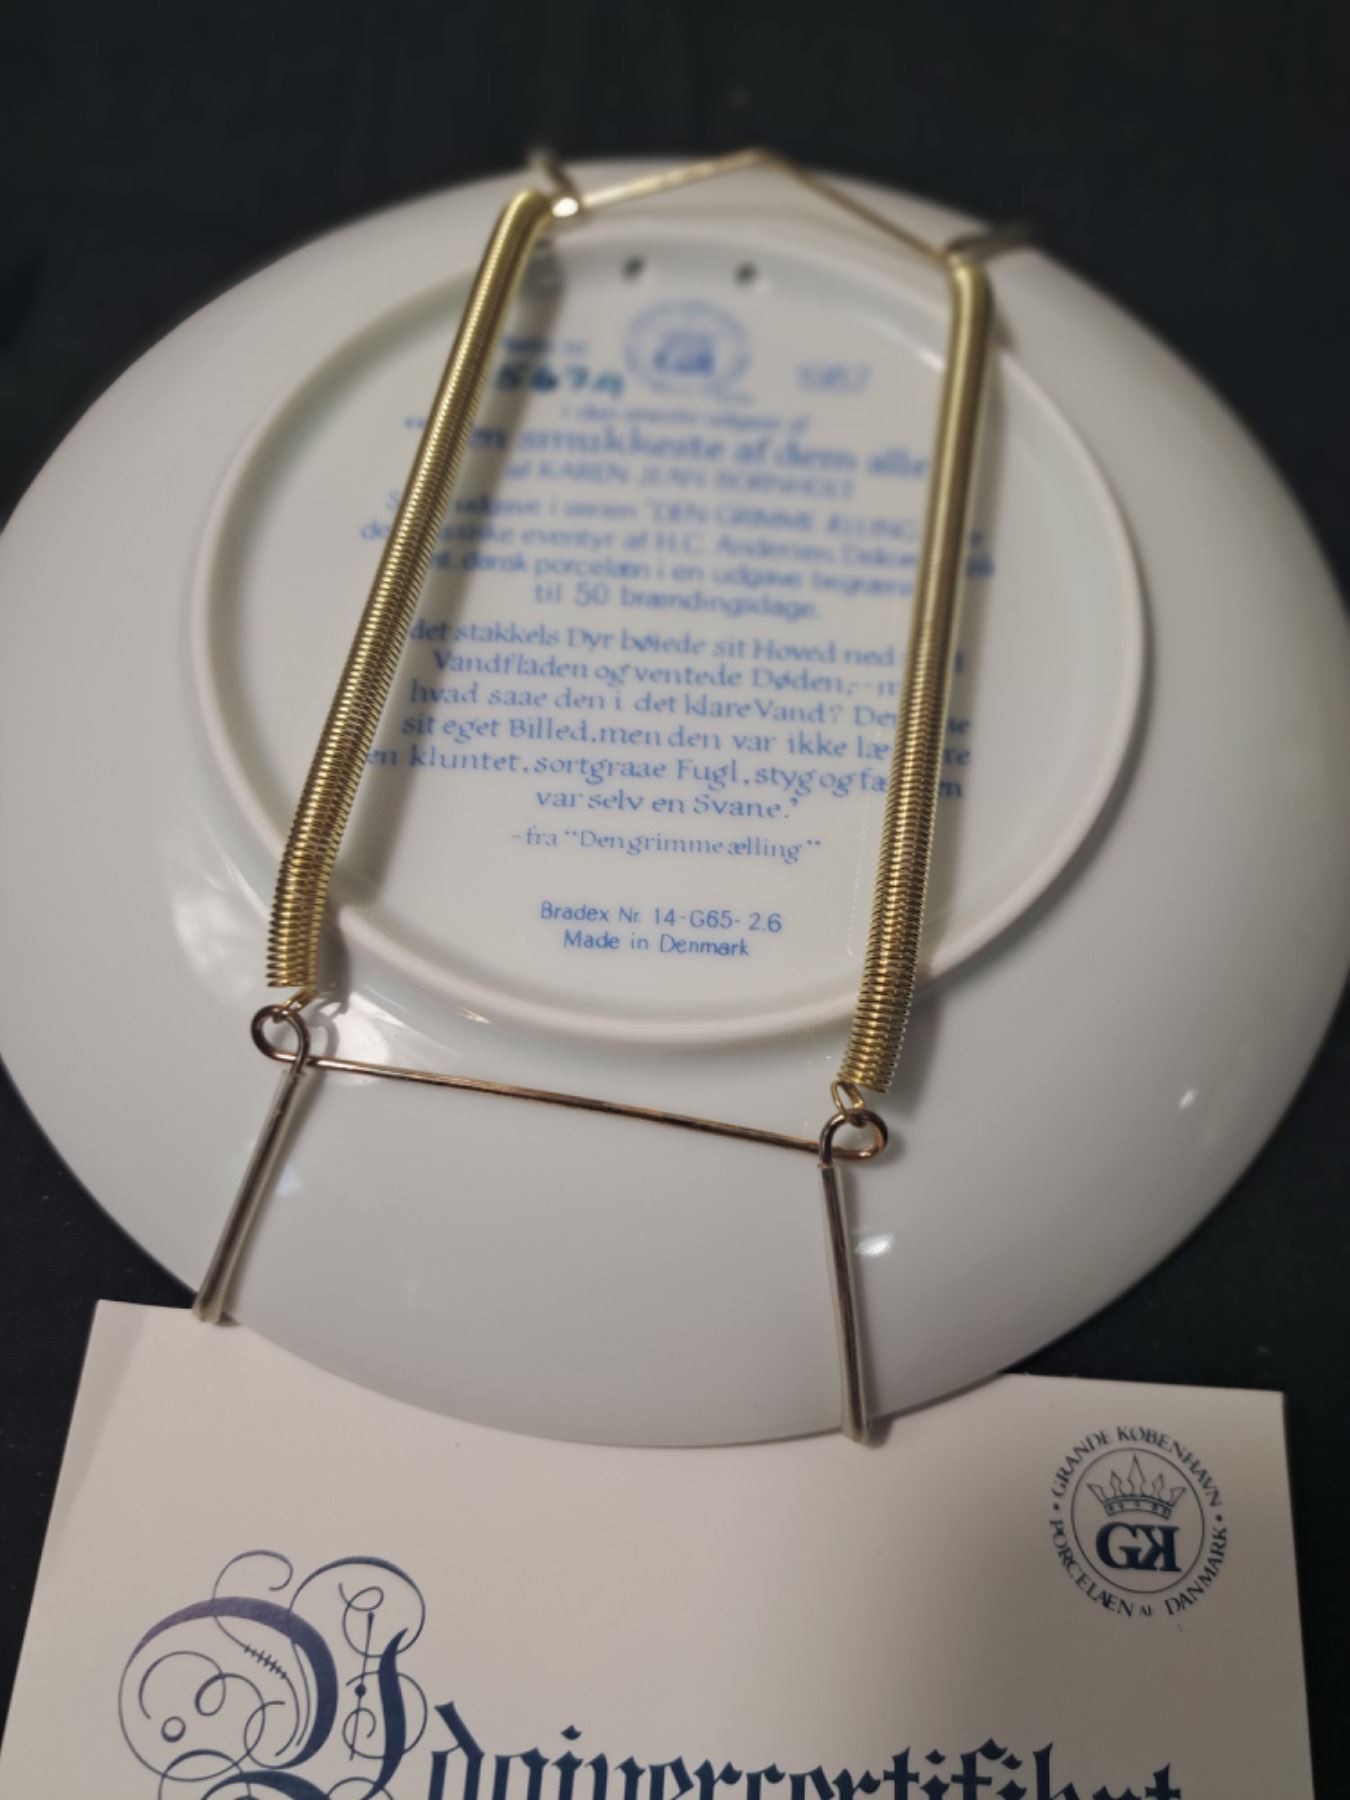 5679
GK
1987
smukkeste af dem alle
af KAREN JEAN BORNHOLT
udgave i serien "DEN GRIMME ÆLLING
eventyr af H.C. Andersen,
dansk porcelæn i en udgave
til 50 brændingsdage.
det stakkels Dyr bøiede sit Hoved ned
Vandfladen og ventede Døden,--
hvad saae den i det klare Vand?
sit eget Billed, men den var ikke
en kluntet, sortgraae Fugl, styg og
var selv en Svane.'
-fra "Den grimme ælling"
Bradex Nr. 14-G65-2.6
Made in Denmark
GRANDE KØBENHAVN
GK
PORCELÆN AF DANMARK
Udgivercertifikat